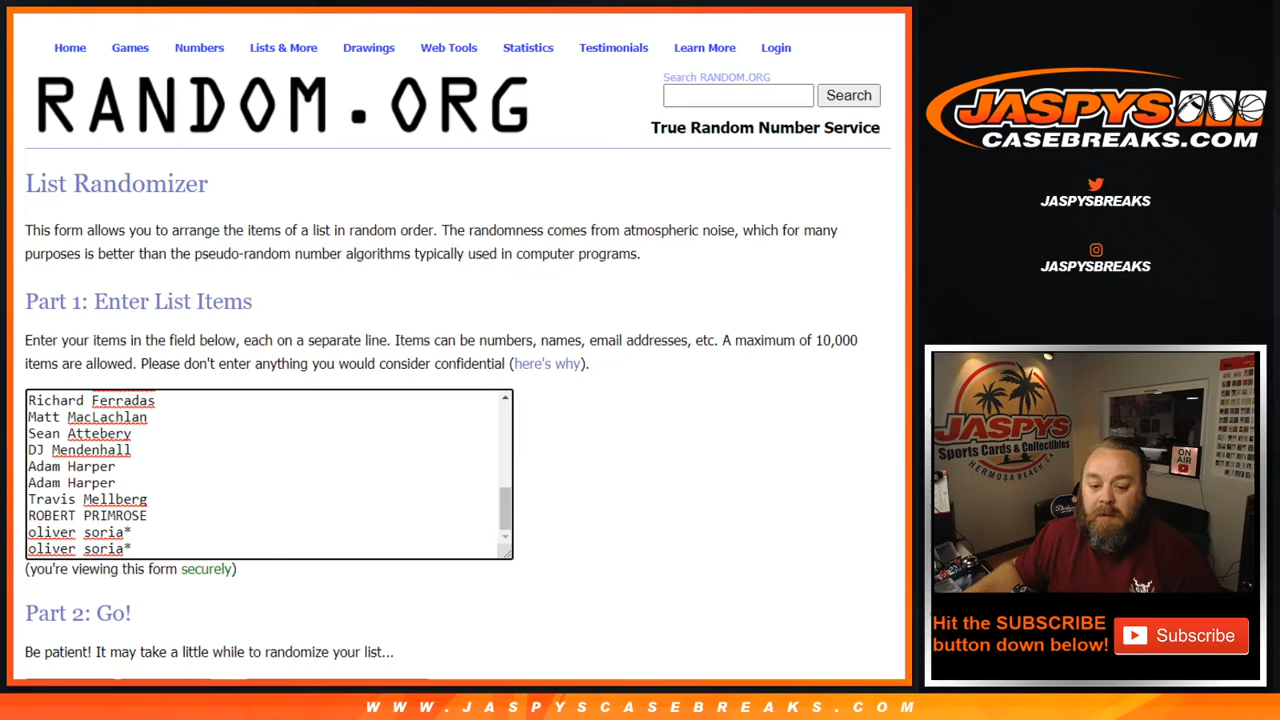 Home Games Numbers Lists & More Drawings Web Tools Statistics Testimonials Learn More Login
RANDOM.ORG
Search RANDOM.ORG
Search
True Random Number Service
List Randomizer
This form allows you to arrange the items of a list in random order. The randomness comes from atmospheric noise, which for many
purposes is better than the pseudo-random number algorithms typically used in computer programs.
Part 1: Enter List Items
Enter your items in the field below, each on a separate line. Items can be numbers, names, email addresses, etc. A maximum of 10,000
items are allowed. Please don't enter anything you would consider confidential (here's why).
Richard Ferradas
Matt MacLachlan
Sean Attebery
DJ Mendenhall
Adam Harper
Adam Harper
Travis Mellberg
ROBERT PRIMROSE
oliver soria*
oliver soria*
(you're viewing this form securely)
Part 2: Go!
Be patient! It may take a little while to randomize your list...
JASPYS
CASEBREAKS.COM
JASPYSBREAKS
JASPYSBREAKS
JASPYS
Sports Cards & Collectibles
HERMOSA BEACH, CA
ON
AIR
Hit the SUBSCRIBE
button down below!
Subscribe
WWW.JASPYSCASEBREAKS.COM